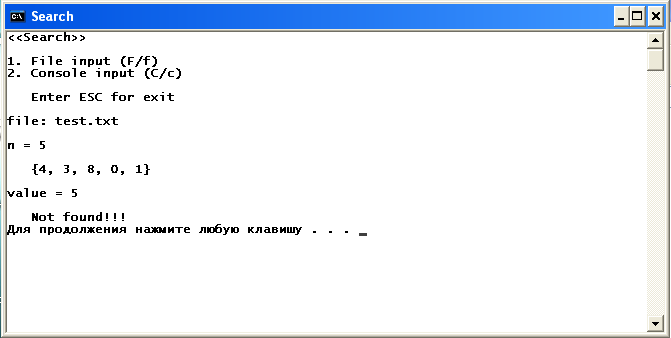 Search
<<Search>>
1. File input (F/f)
2. Console input (C/c)
Enter ESC for exit
file: test.txt
n = 5
{4, 3, 8, 0, 1}
value = 5
Not found!!!
Для продолжения нажмите любую клавишу . . . _